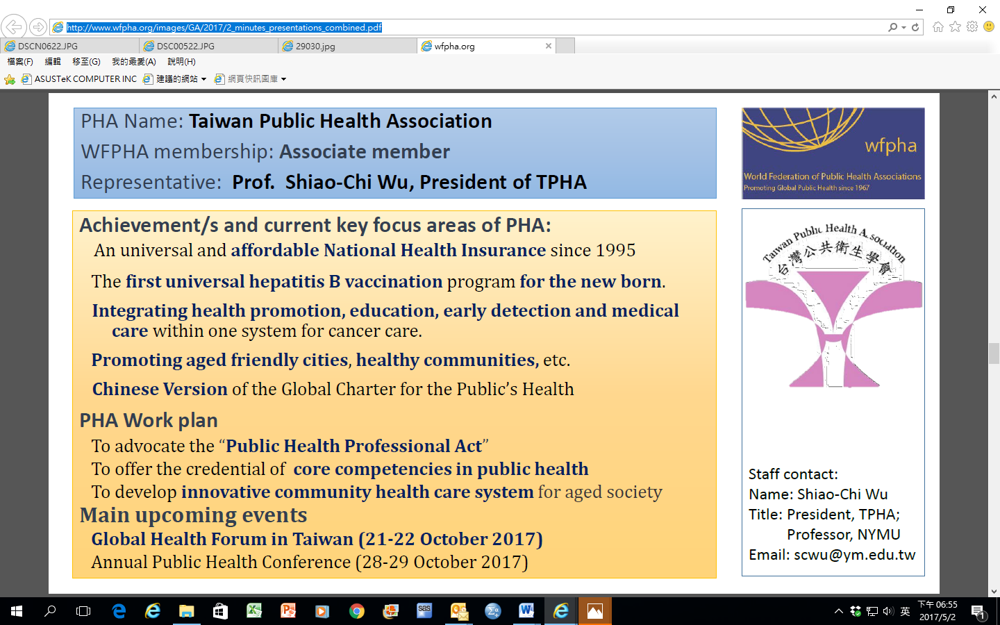 http://www.wfpha.org/images/GA/2017/2_minutes_presentations_combined.pdf
DSCN0622.JPG
DSC00522.JPG
29030.jpg
wfpha.org
檔案(F) 編輯 移至(G) 我的最愛(A) 說明(H)
ASUSTeK COMPUTER INC 建議的網站 網頁快訊圖庫
PHA Name: Taiwan Public Health Association
WFPHA membership: Associate member
Representative: Prof. Shiao-Chi Wu, President of TPHA
wfpha
World Federation of Public Health Associations
Promoting Global Public Health since 1967
Achievement/s and current key focus areas of PHA:
An universal and affordable National Health Insurance since 1995
The first universal hepatitis B vaccination program for the new born.
Integrating health promotion, education, early detection and medical
care within one system for cancer care.
Promoting aged friendly cities, healthy communities, etc.
Chinese Version of the Global Charter for the Public’s Health
PHA Work plan
To advocate the “Public Health Professional Act”
To offer the credential of core competencies in public health
To develop innovative community health care system for aged society
Main upcoming events
Global Health Forum in Taiwan (21-22 October 2017)
Annual Public Health Conference (28-29 October 2017)
Taiwan Public Health Association
台灣公共衛生學會
Staff contact:
Name: Shiao-Chi Wu
Title: President, TPHA;
Professor, NYMU
Email: scwu@ym.edu.tw
sas
英
下午 06:55
2017/5/2
1